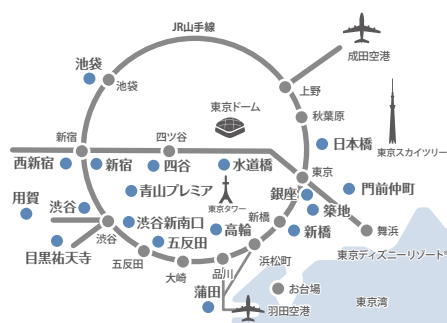 JR山手線
成田空港
池袋
池袋
上野
東京ドーム
秋葉原
新宿
四ツ谷
日本橋
東京スカイツリー
西新宿
新宿
四谷
水道橋
東京
門前仲町
用賀
渋谷
青山プレミア
東京タワー
銀座
築地
渋谷新南口
高輪
新橋
新橋
舞浜
渋谷
目黒祐天寺
五反田
五反田
大崎
品川
浜松町
東京ディズニーリゾート®
お台場
蒲田
羽田空港
東京湾